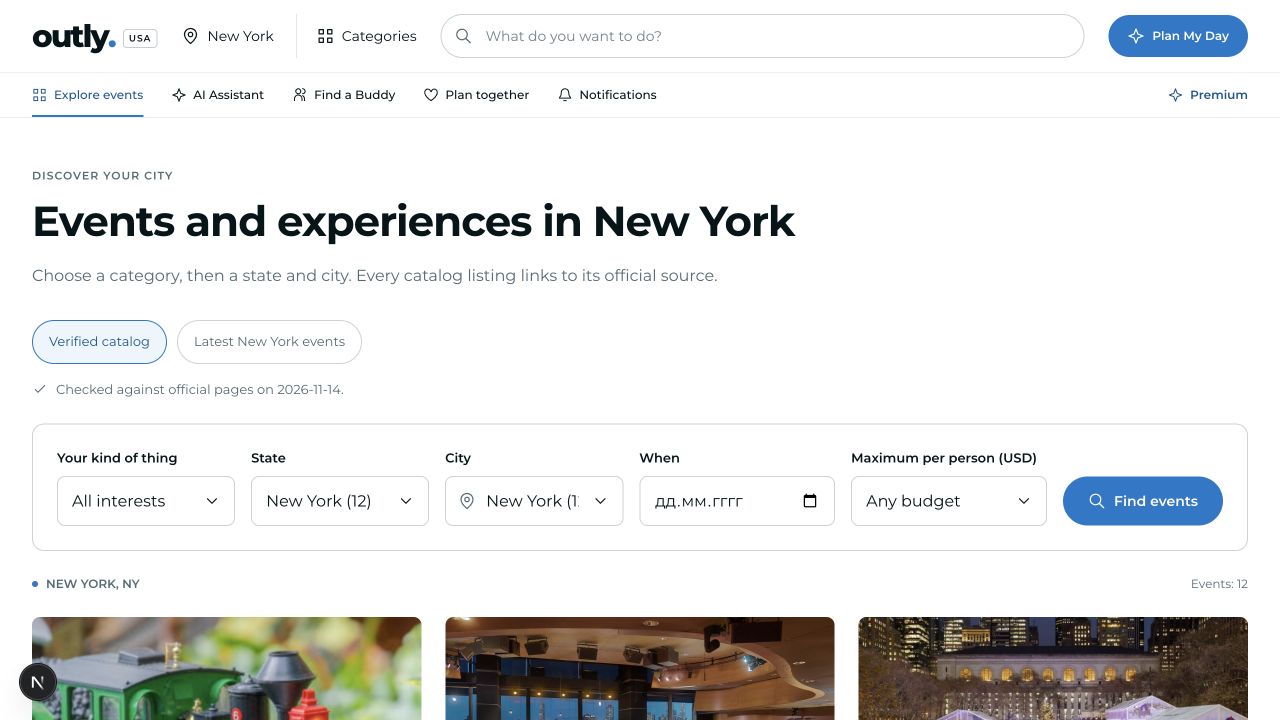 outly. USA
New York
Categories
What do you want to do?
Plan My Day
Explore events
AI Assistant
Find a Buddy
Plan together
Notifications
Premium
DISCOVER YOUR CITY
Events and experiences in New York
Choose a category, then a state and city. Every catalog listing links to its official source.
Verified catalog
Latest New York events
Checked against official pages on 2026-11-14.
Your kind of thing
State
City
When
Maximum per person (USD)
All interests
New York (12)
New York (1
дд.мм.гггг
Any budget
Find events
NEW YORK, NY
Events: 12
N